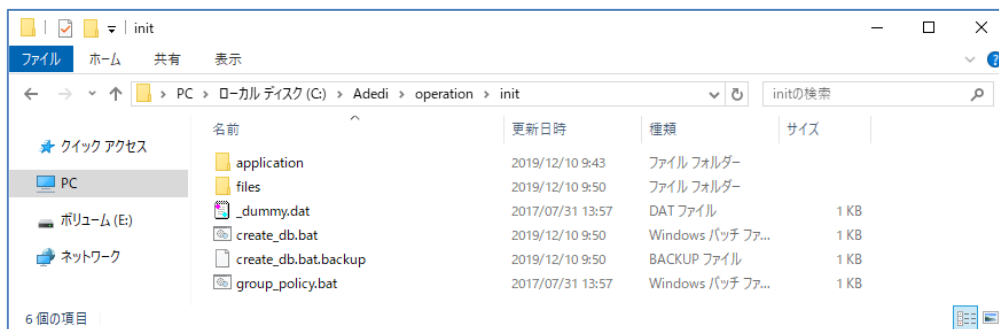 init
ファイル ホーム 共有 表示
PC › ローカル ディスク (C:) › Adedi › operation › init initの検索
名前 更新日時 種類 サイズ
クイック アクセス
PC
ボリューム (E:)
ネットワーク
application 2019/12/10 9:43 ファイル フォルダー
files 2019/12/10 9:50 ファイル フォルダー
_dummy.dat 2017/07/31 13:57 DAT ファイル 1 KB
create_db.bat 2019/12/10 9:50 Windows バッチ ファ... 1 KB
create_db.bat.backup 2019/12/10 9:50 BACKUP ファイル 1 KB
group_policy.bat 2017/07/31 13:57 Windows バッチ ファ... 1 KB
6 個の項目